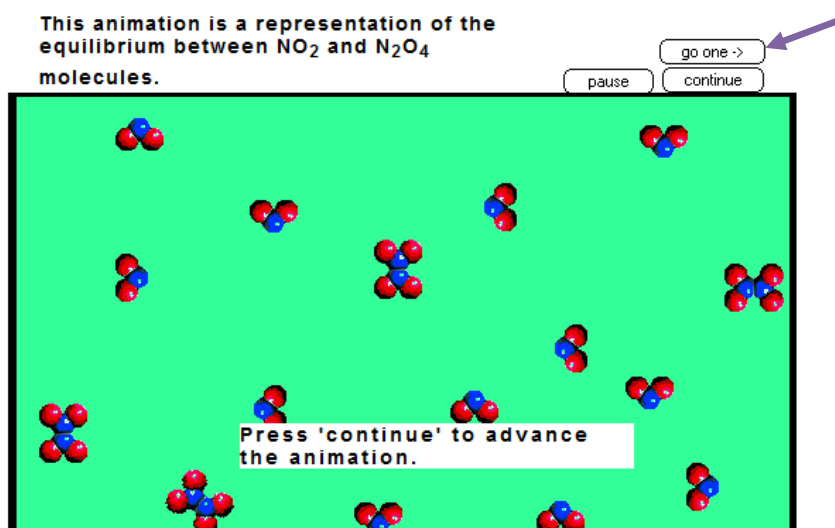 This animation is a representation of the
equilibrium between NO₂ and N₂O₄
molecules.
go one ->
pause
continue
Press 'continue' to advance
the animation.